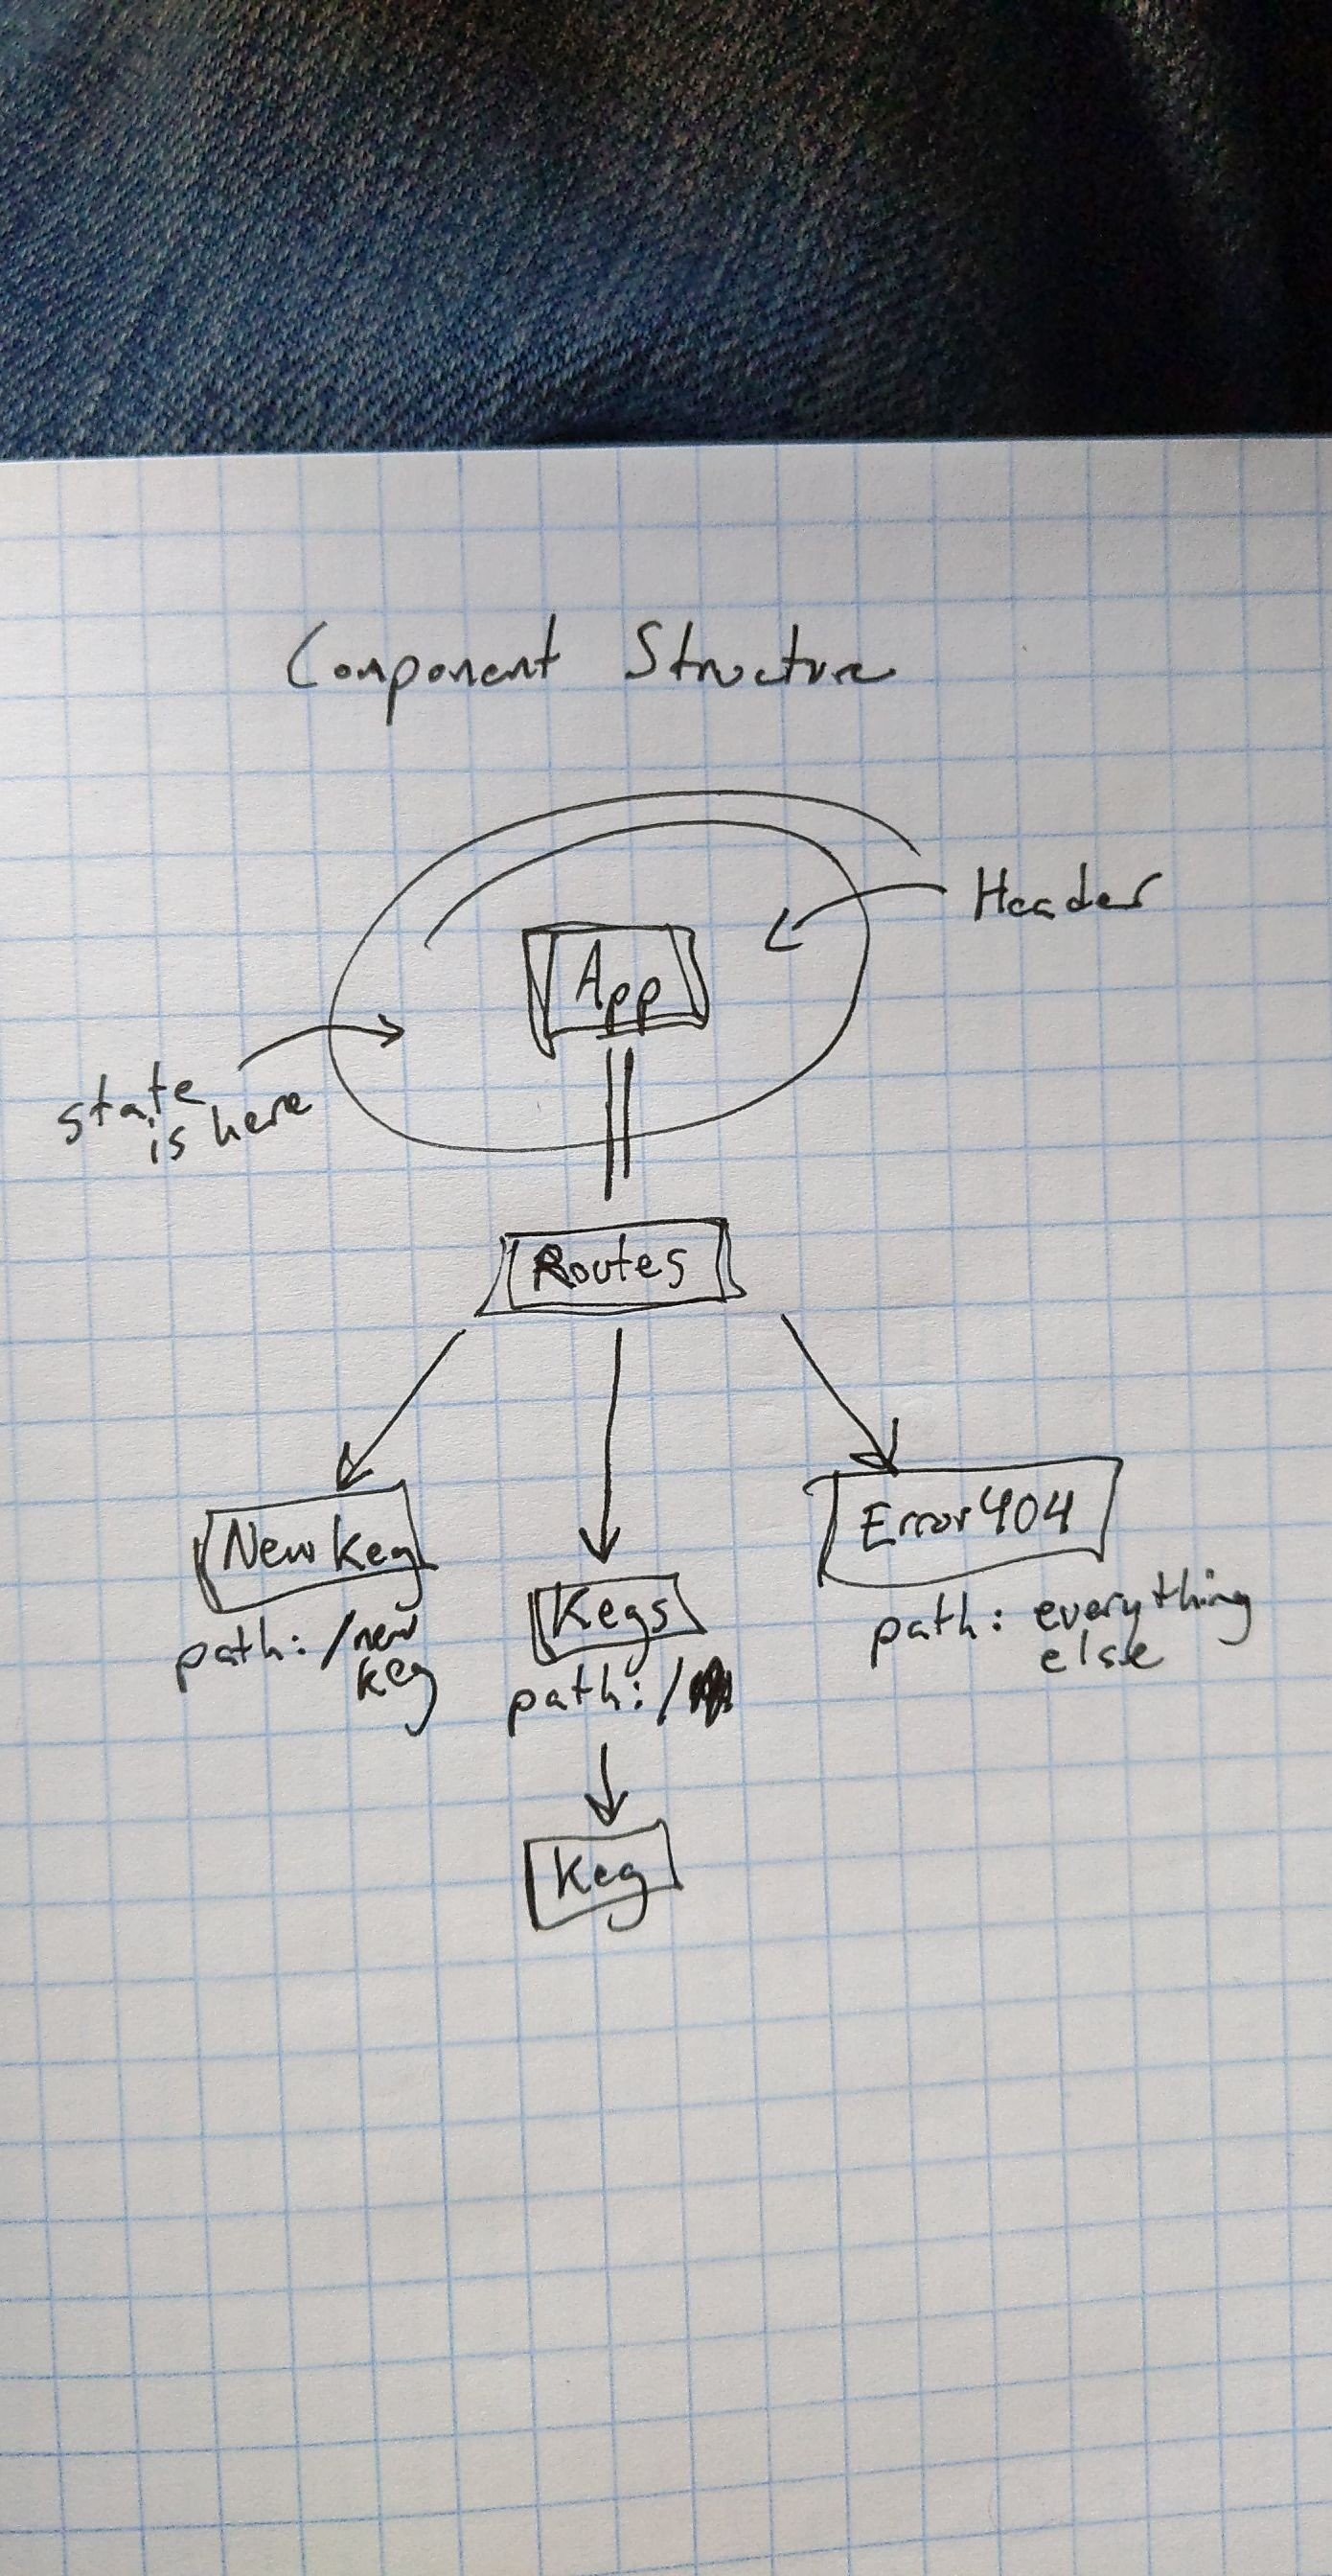 Component Structure
Header
App
state
is here
Routes
New Keg
path: /new
keg
Kegs
path: /
Error404
path: everything
else
Keg